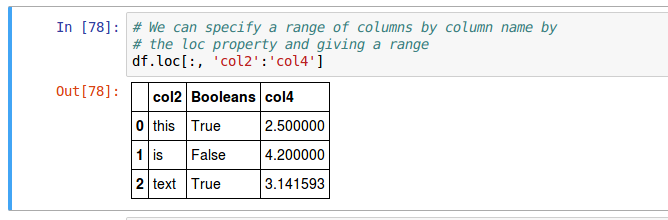 In [78]: # We can specify a range of columns by column name by
# the loc property and giving a range
df.loc[:, 'col2':'col4']
Out[78]:
col2 Booleans col4
0 this True 2.500000
1 is False 4.200000
2 text True 3.141593